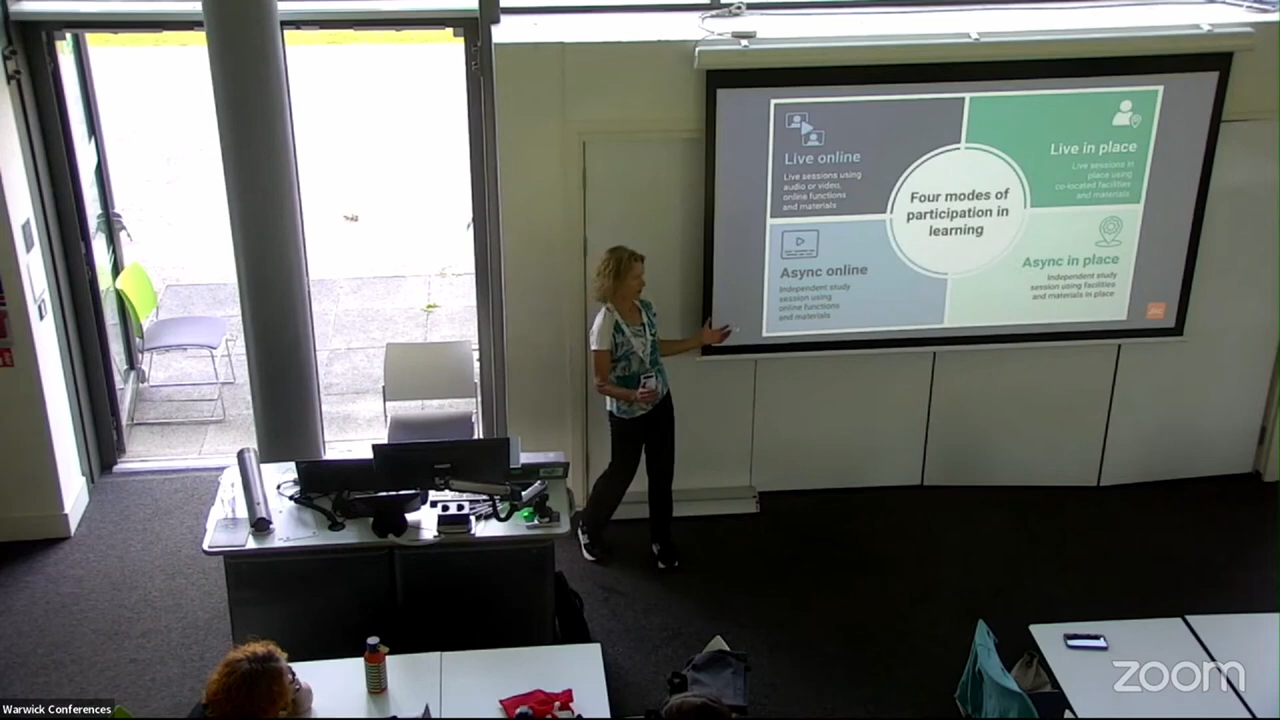 Live online
Live sessions using
audio or video,
online functions
and materials
Live in place
Live sessions in
place using
co-located facilities
and materials
Four modes of
participation in
learning
Async online
Independent study
session using
online functions
and materials
Async in place
Independent study
session using facilities
and materials in place
Jisc
Warwick Conferences
zoom